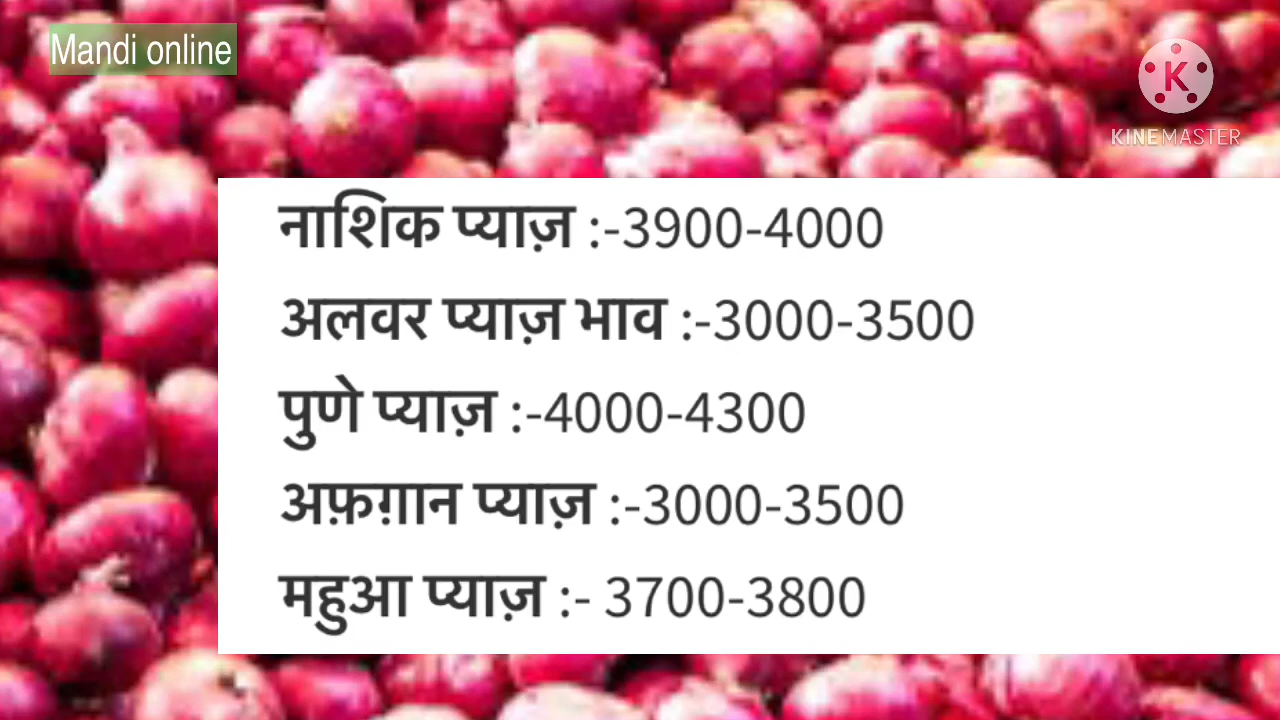 Mandi online
K
KINEMASTER
नाशिक प्याज़ :-3900-4000
अलवर प्याज़ भाव :-3000-3500
पुणे प्याज़ :-4000-4300
अफ़ग़ान प्याज़ :-3000-3500
महुआ प्याज़ :- 3700-3800